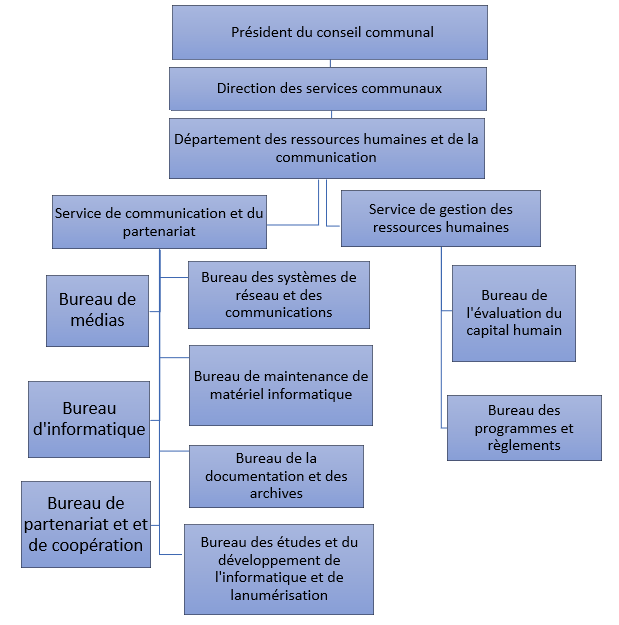 Président du conseil communal
Direction des services communaux
Département des ressources humaines et de la
communication
Service de communication et du
partenariat
Service de gestion des
ressources humaines
Bureau de
médias
Bureau des systèmes de
réseau et des
communications
Bureau de
l'évaluation du
capital humain
Bureau
d'informatique
Bureau de maintenance de
matériel informatique
Bureau des
programmes et
règlements
Bureau de la
documentation et des
archives
Bureau de
partenariat et et
de coopération
Bureau des études et du
développement de
l'informatique et de
lanumérisation